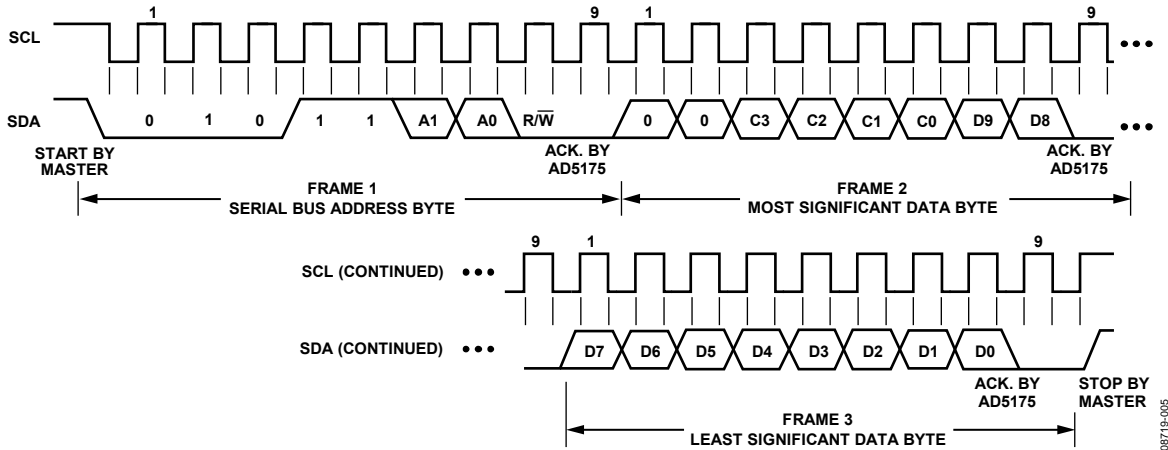 1 9 1 9
SCL
SDA 0 1 0 1 1 A1 A0 R/W̅ 0 0 C3 C2 C1 C0 D9 D8
START BY
MASTER
ACK. BY
AD5175
ACK. BY
AD5175
FRAME 1
SERIAL BUS ADDRESS BYTE
FRAME 2
MOST SIGNIFICANT DATA BYTE
9 1 9
SCL (CONTINUED)
SDA (CONTINUED) D7 D6 D5 D4 D3 D2 D1 D0
ACK. BY
AD5175
STOP BY
MASTER
FRAME 3
LEAST SIGNIFICANT DATA BYTE
08719-005